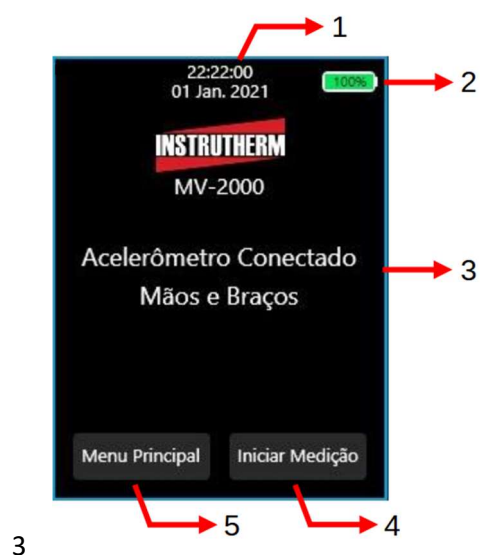 1
22:22:00
01 Jan. 2021
100%
2
INSTRUTHERM
MV-2000
Acelerômetro Conectado
Mãos e Braços
3
Menu Principal
Iniciar Medição
5
4
3